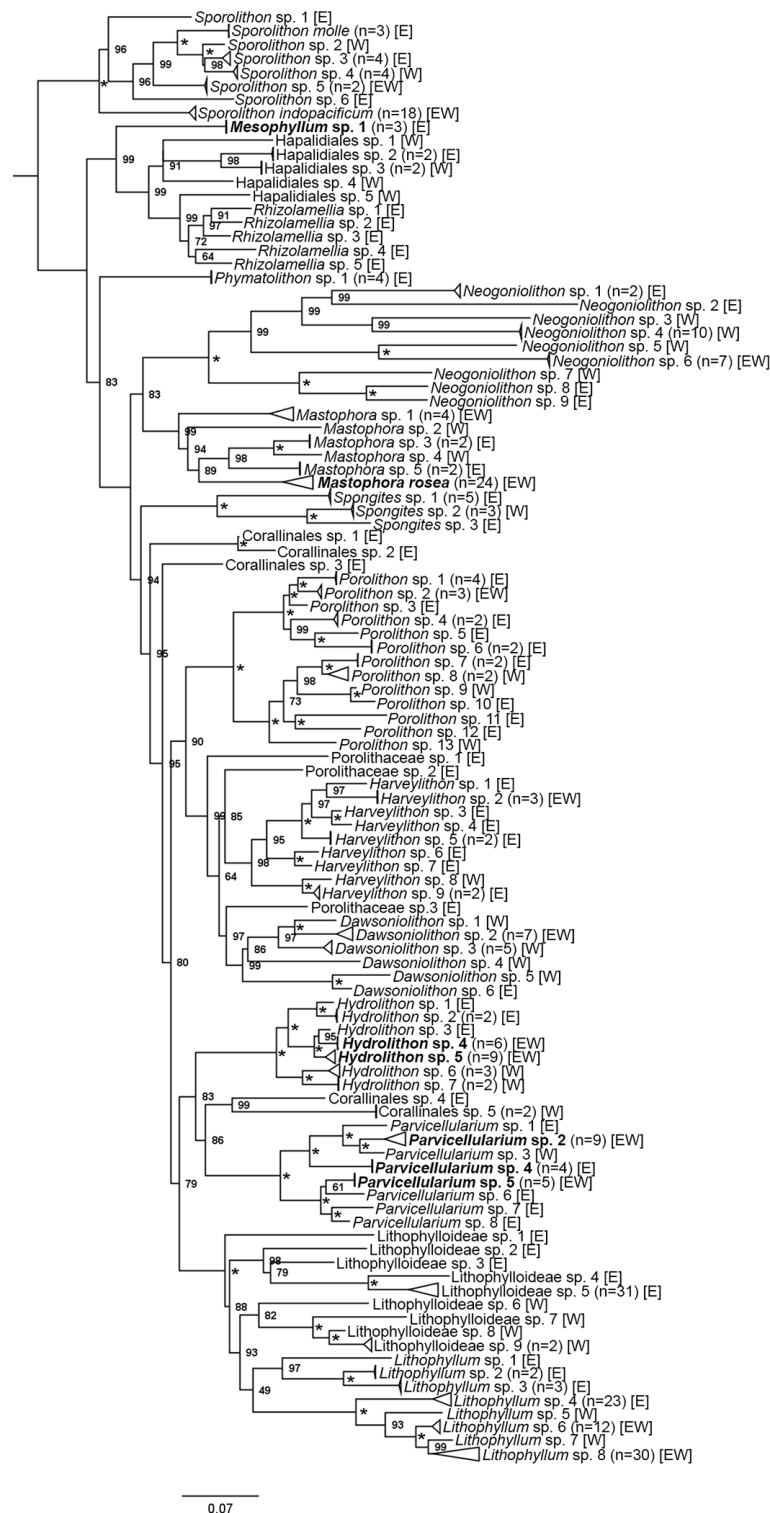 Sporolithon sp. 1 [E]
Sporolithon molle (n=3) [E]
*
96
Sporolithon sp. 2 [W]
99
*
Sporolithon sp. 3 (n=4) [E]
98
Sporolithon sp. 4 (n=4) [W]
*
96
Sporolithon sp. 5 (n=2) [EW]
Sporolithon sp. 6 [E]
Sporolithon indopacificum (n=18) [EW]
Mesophyllum sp. 1 (n=3) [E]
Hapalidiales sp. 1 [W]
99
Hapalidiales sp. 2 (n=2) [E]
91
98
Hapalidiales sp. 3 (n=2) [W]
Hapalidiales sp. 4 [W]
99
Hapalidiales sp. 5 [W]
Rhizolamellia sp. 1 [E]
99
91
Rhizolamellia sp. 2 [E]
97
Rhizolamellia sp. 3 [E]
72
Rhizolamellia sp. 4 [E]
64
Rhizolamellia sp. 5 [E]
Phymatolithon sp. 1 (n=4) [E]
Neogoniolithon sp. 1 (n=2) [E]
99
Neogoniolithon sp. 2 [E]
Neogoniolithon sp. 3 [W]
99
99
Neogoniolithon sp. 4 (n=10) [W]
Neogoniolithon sp. 5 [W]
*
*
Neogoniolithon sp. 6 (n=7) [EW]
Neogoniolithon sp. 7 [W]
83
*
Neogoniolithon sp. 8 [E]
83
*
Neogoniolithon sp. 9 [E]
Mastophora sp. 1 (n=4) [EW]
Mastophora sp. 2 [W]
99
Mastophora sp. 3 (n=2) [E]
94
*
98
Mastophora sp. 4 [W]
89
Mastophora sp. 5 (n=2) [E]
Mastophora rosea (n=24) [EW]
Spongites sp. 1 (n=5) [E]
*
Spongites sp. 2 (n=3) [W]
*
Spongites sp. 3 [E]
Corallinales sp. 1 [E]
*
Corallinales sp. 2 [E]
Corallinales sp. 3 [E]
94
Porolithon sp. 1 (n=4) [E]
*
*
Porolithon sp. 2 (n=3) [EW]
*
Porolithon sp. 3 [E]
Porolithon sp. 4 (n=2) [E]
99
Porolithon sp. 5 [E]
*
Porolithon sp. 6 (n=2) [E]
95
*
Porolithon sp. 7 (n=2) [E]
*
98
Porolithon sp. 8 (n=2) [W]
Porolithon sp. 9 [W]
73
*
Porolithon sp. 10 [E]
*
*
Porolithon sp. 11 [E]
Porolithon sp. 12 [E]
90
Porolithon sp. 13 [W]
95
Porolithaceae sp. 1 [E]
Porolithaceae sp. 2 [E]
Harveylithon sp. 1 [E]
97
97
Harveylithon sp. 2 (n=3) [EW]
99
85
Harveylithon sp. 3 [E]
*
*
Harveylithon sp. 4 [E]
95
Harveylithon sp. 5 (n=2) [E]
Harveylithon sp. 6 [E]
98
*
Harveylithon sp. 7 [E]
64
Harveylithon sp. 8 [W]
*
Harveylithon sp. 9 (n=2) [E]
Porolithaceae sp.3 [E]
Dawsoniolithon sp. 1 [W]
97
*
97
Dawsoniolithon sp. 2 (n=7) [EW]
86
Dawsoniolithon sp. 3 (n=5) [W]
80
99
Dawsoniolithon sp. 4 [W]
Dawsoniolithon sp. 5 [W]
*
Dawsoniolithon sp. 6 [E]
Hydrolithon sp. 1 [E]
*
Hydrolithon sp. 2 (n=2) [E]
*
Hydrolithon sp. 3 [E]
95
Hydrolithon sp. 4 (n=6) [EW]
*
*
Hydrolithon sp. 5 (n=9) [EW]
Hydrolithon sp. 6 (n=3) [W]
*
Hydrolithon sp. 7 (n=2) [W]
83
Corallinales sp. 4 [E]
99
Corallinales sp. 5 (n=2) [W]
Parvicellularium sp. 1 [E]
86
*
Parvicellularium sp. 2 (n=9) [EW]
*
*
Parvicellularium sp. 3 [W]
Parvicellularium sp. 4 (n=4) [E]
*
Parvicellularium sp. 5 (n=5) [EW]
79
61
Parvicellularium sp. 6 [E]
*
Parvicellularium sp. 7 [E]
*
Parvicellularium sp. 8 [E]
Lithophylloideae sp. 1 [E]
Lithophylloideae sp. 2 [E]
98
Lithophylloideae sp. 3 [E]
*
79
Lithophylloideae sp. 4 [E]
*
Lithophylloideae sp. 5 (n=31) [E]
88
Lithophylloideae sp. 6 [W]
82
Lithophylloideae sp. 7 [W]
*
Lithophylloideae sp. 8 [W]
*
Lithophylloideae sp. 9 (n=2) [W]
93
Lithophyllum sp. 1 [E]
97
Lithophyllum sp. 2 (n=2) [E]
*
Lithophyllum sp. 3 (n=3) [E]
49
Lithophyllum sp. 4 (n=23) [E]
*
Lithophyllum sp. 5 [W]
93
Lithophyllum sp. 6 (n=12) [EW]
*
Lithophyllum sp. 7 [W]
99
Lithophyllum sp. 8 (n=30) [EW]
0.07